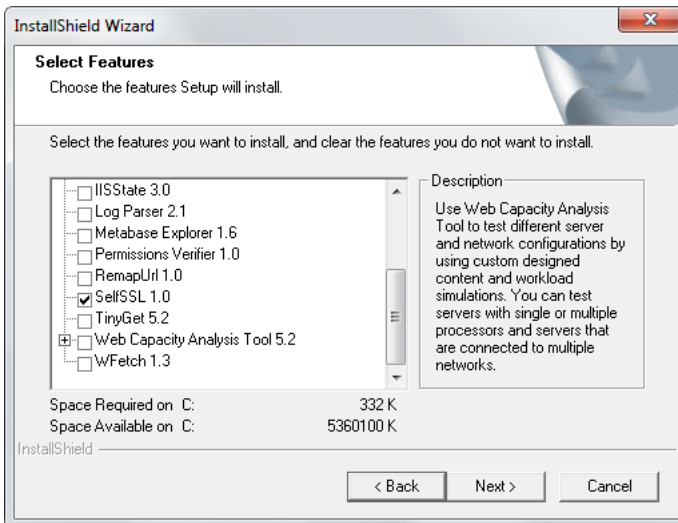 InstallShield Wizard
Select Features
Choose the features Setup will install.
Select the features you want to install, and clear the features you do not want to install.
IISState 3.0
Log Parser 2.1
Metabase Explorer 1.6
Permissions Verifier 1.0
RemapUrl 1.0
SelfSSL 1.0
TinyGet 5.2
Web Capacity Analysis Tool 5.2
WFetch 1.3
Description
Use Web Capacity Analysis
Tool to test different server
and network configurations by
using custom designed
content and workload
simulations. You can test
servers with single or multiple
processors and servers that
are connected to multiple
networks.
Space Required on C: 332 K
Space Available on C: 5360100 K
InstallShield
< Back Next > Cancel